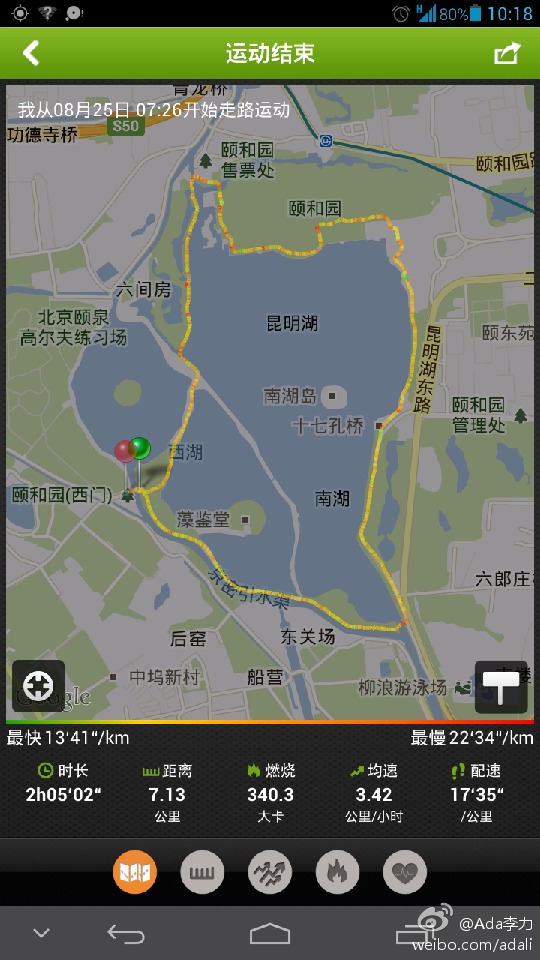 H 80% 10:18
运动结束
青龙桥
我从08月25日 07:26开始走路运动
S50
功德寺桥
颐和园
售票处
颐和园路
颐和园
六间房
北京颐泉
高尔夫练习场
昆明湖
昆明湖东路
颐东苑
南湖岛
颐和园
管理处
十七孔桥
西湖
颐和园(西门)
南湖
藻鉴堂
京密引水渠
六郎庄
后窑
东关场
中坞新村
船营
柳浪游泳场
Google
最快13'41"/km
最慢22'34"/km
时长 距离 燃烧 均速 配速
2h05'02" 7.13 340.3 3.42 17'35"
公里 大卡 公里/小时 /公里
@Ada李力
weibo.com/adali